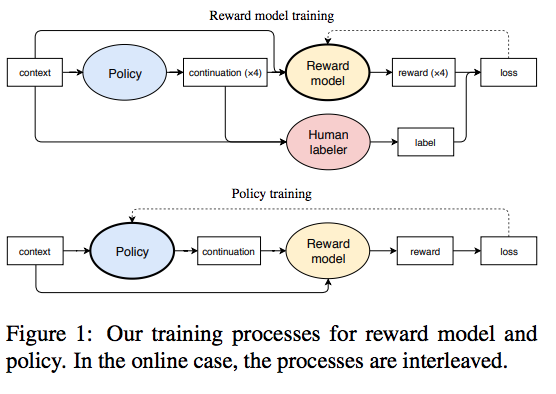 Reward model training
context
Policy
continuation (×4)
Reward
model
reward (×4)
loss
Human
labeler
label
Policy training
context
Policy
continuation
Reward
model
reward
loss
Figure 1: Our training processes for reward model and
policy. In the online case, the processes are interleaved.